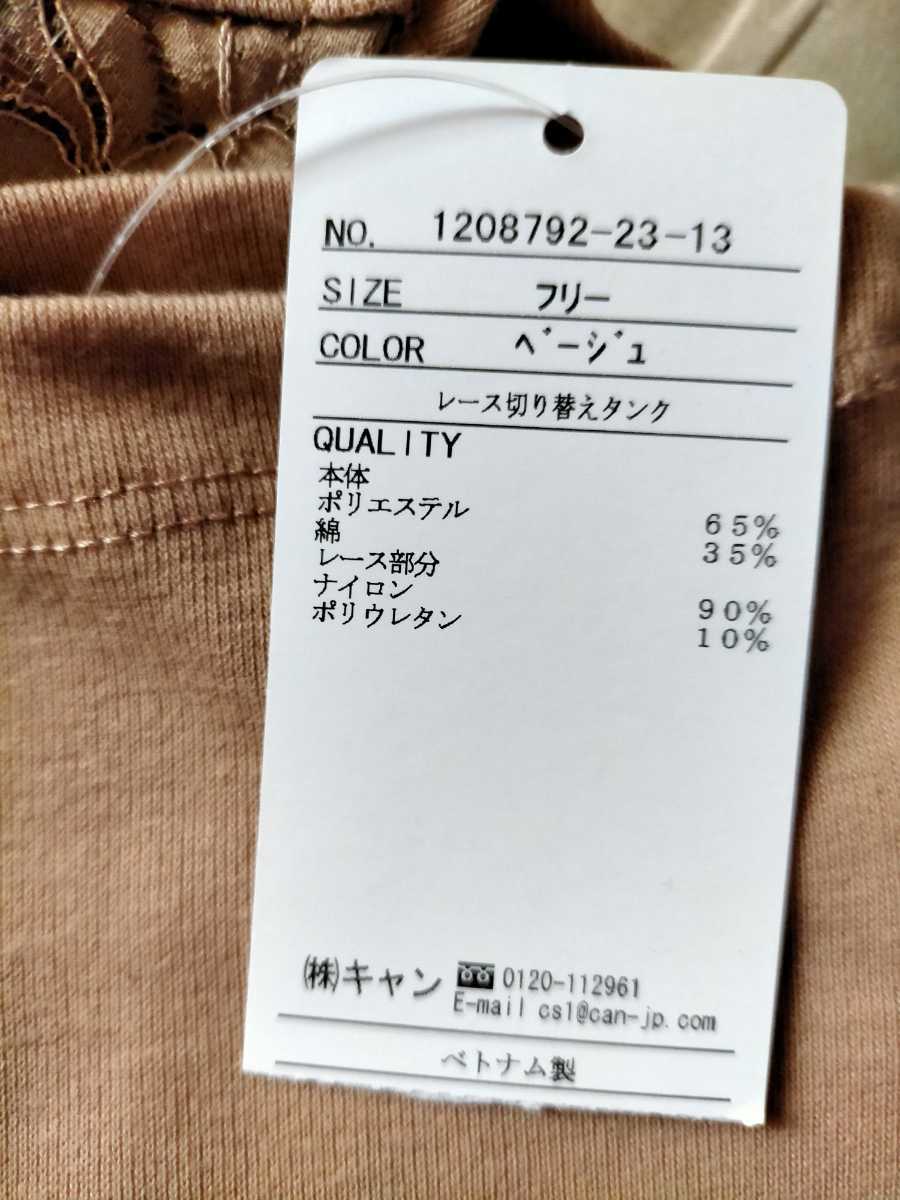 NO. 1208792-23-13
SIZE フリー
COLOR ベージュ
レース切り替えタンク
QUALITY
本体
ポリエステル 65%
綿 35%
レース部分
ナイロン 90%
ポリウレタン 10%
㈱キャン 0120-112961
E-mail cs1@can-jp.com
ベトナム製